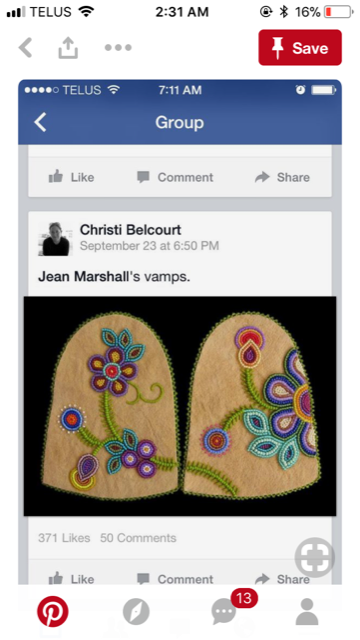 TELUS 2:31 AM 16%
Save
TELUS 7:11 AM
Group
Like Comment Share
Christi Belcourt
September 23 at 6:50 PM
Jean Marshall's vamps.
371 Likes 50 Comments
Like Comment Share
13